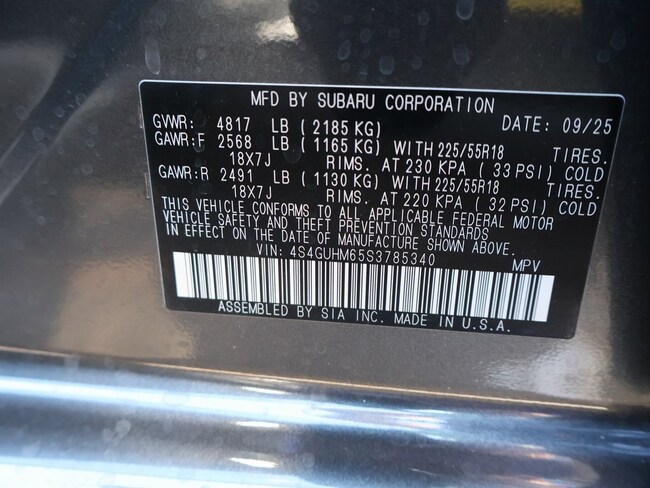 MFD BY SUBARU CORPORATION
GVWR: 4817 LB ( 2185 KG) DATE: 09/25
GAWR:F 2568 LB ( 1165 KG) WITH 225/55R18 TIRES.
18X7J RIMS. AT 230 KPA ( 33 PSI) COLD
GAWR:R 2491 LB ( 1130 KG) WITH 225/55R18 TIRES.
18X7J RIMS. AT 220 KPA ( 32 PSI) COLD
THIS VEHICLE CONFORMS TO ALL APPLICABLE FEDERAL MOTOR
VEHICLE SAFETY AND THEFT PREVENTION STANDARDS
IN EFFECT ON THE DATE OF MANUFACTURE SHOWN ABOVE.
VIN: 4S4GUHM65S3785340 MPV
ASSEMBLED BY SIA INC. MADE IN U.S.A.